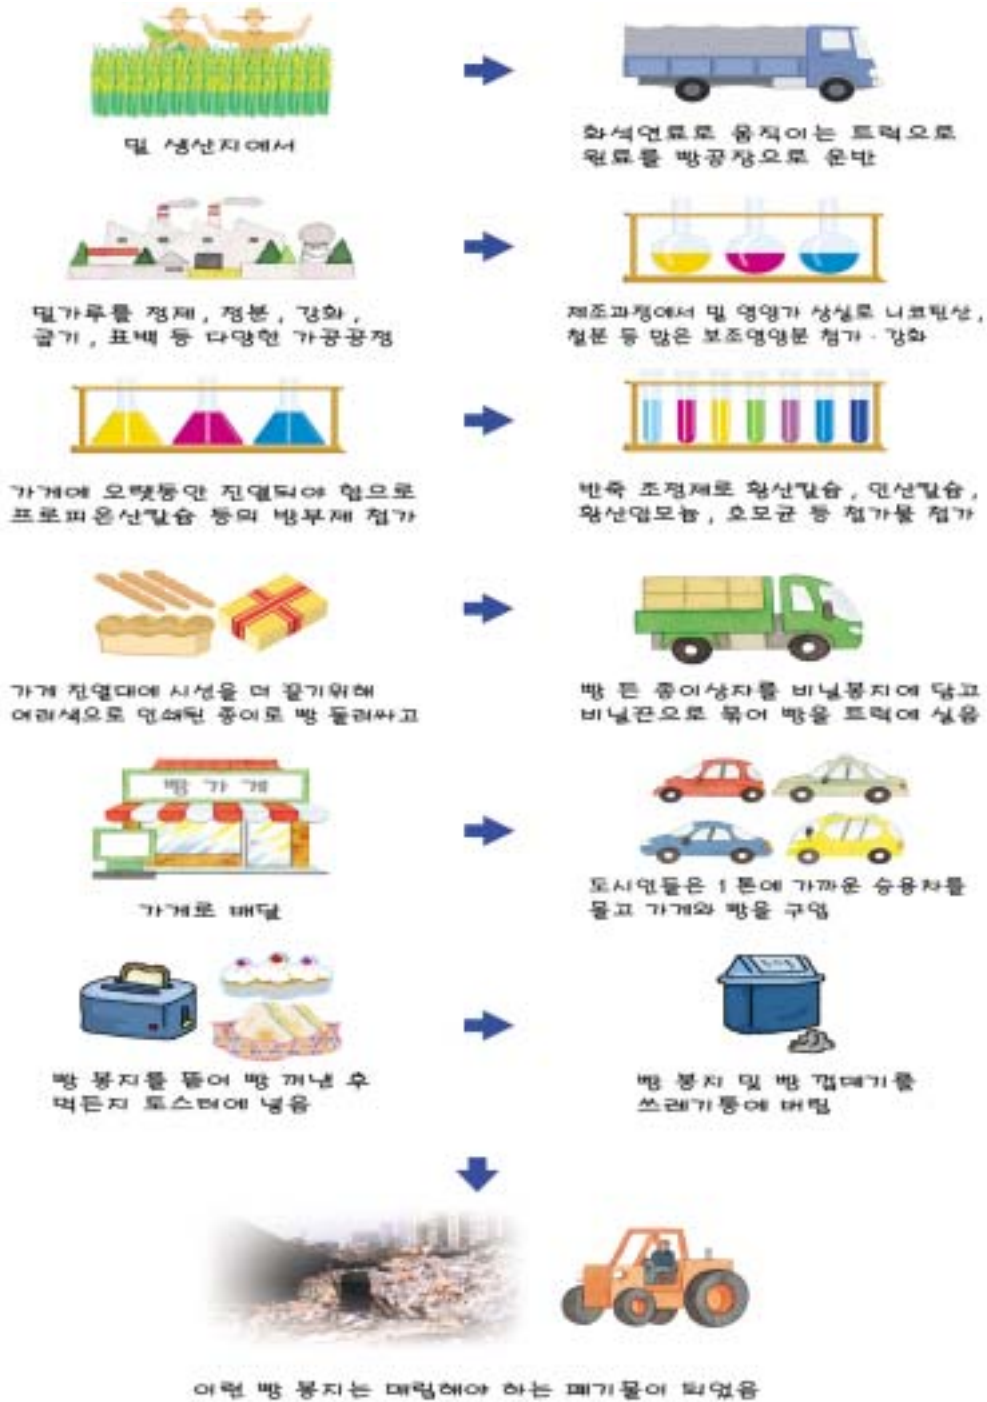 밀 생산지에서
화석연료로 움직이는 트럭으로
원료를 빵공장으로 운반
밀가루를 정제, 정분, 강화,
굽기, 표백 등 다양한 가공공정
제조과정에서 밀 영양가 상실로 니코틴산,
철분 등 많은 보조영양분 첨가 · 강화
가게에 오랫동안 진열되야 함으로
프로피온산칼슘 등의 방부제 첨가
반죽 조정제로 황산칼슘, 인산칼슘,
황산암모늄, 효모균 등 첨가물 첨가
가게 진열대에 시선을 더 끌기위해
여러색으로 인쇄된 종이로 빵 둘러싸고
빵 든 종이상자를 비닐봉지에 담고
비닐끈으로 묶어 빵을 트럭에 실음
빵가게
가게로 배달
도시인들은 1톤에 가까운 승용차를
몰고 가게와 빵을 구입
빵 봉지를 뜯어 빵 꺼낸 후
먹든지 토스터에 넣음
빵 봉지 및 빵 껍데기를
쓰레기통에 버림
이런 빵 봉지는 매립해야 하는 폐기물이 되었음